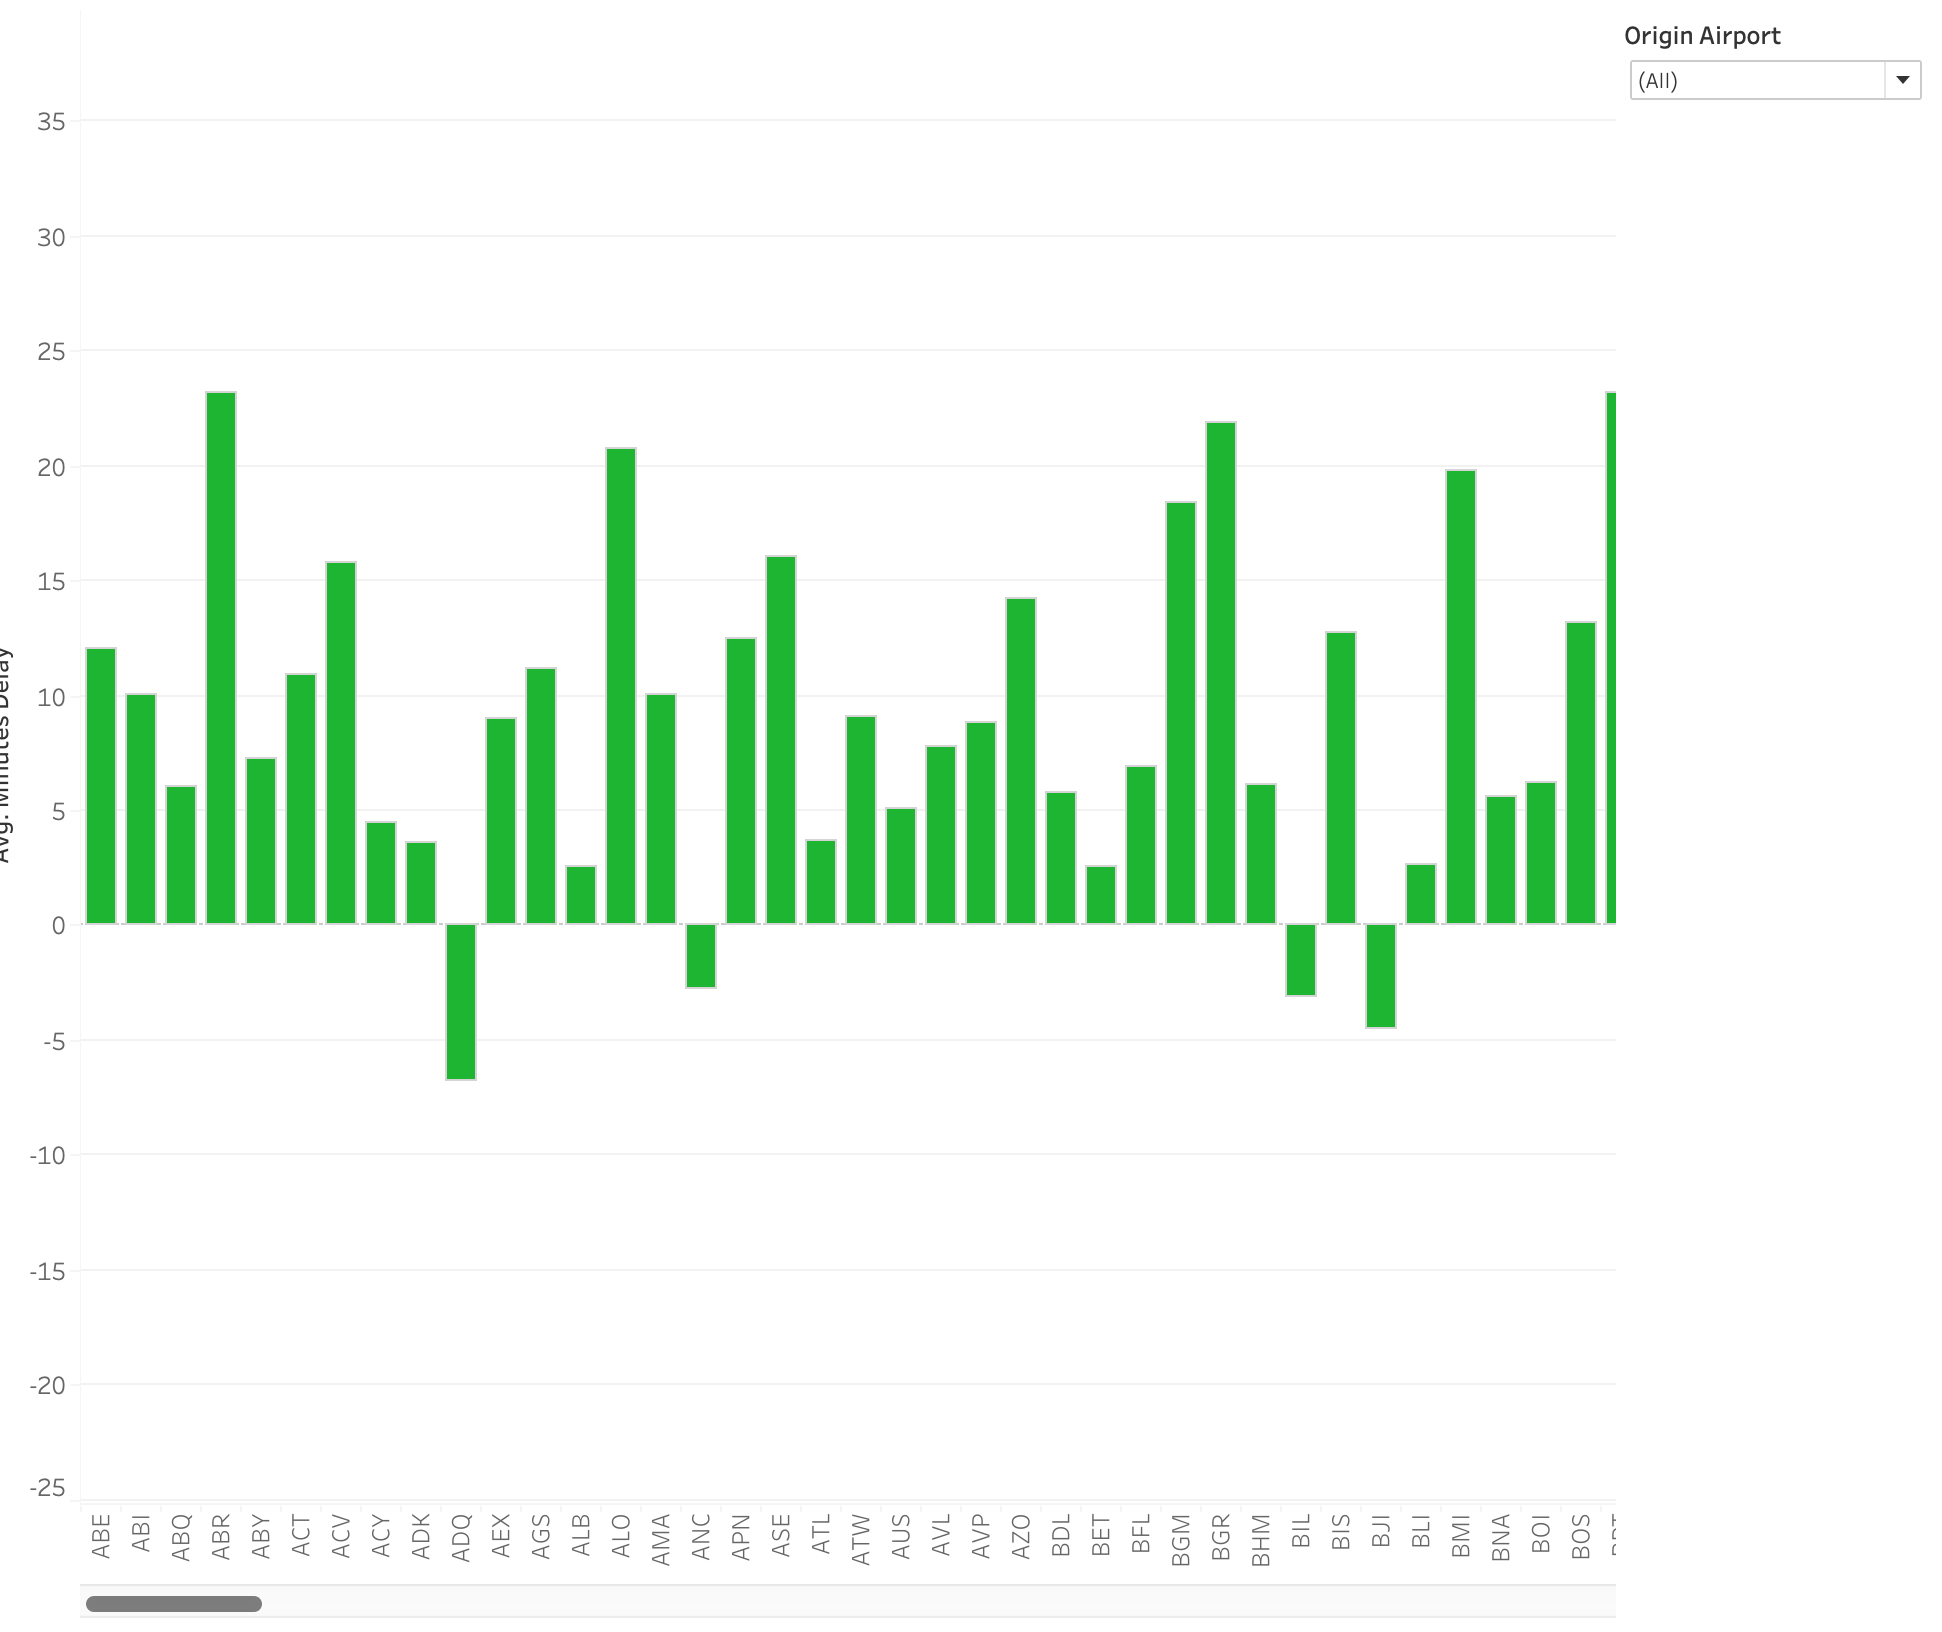 Origin Airport
(All)
35
30
25
20
15
10
5
0
-5
-10
-15
-20
-25
Avg. Minutes Delay
ABE
ABI
ABQ
ABR
ABY
ACT
ACV
ACY
ADK
ADQ
AEX
AGS
ALB
ALO
AMA
ANC
APN
ASE
ATL
ATW
AUS
AVL
AVP
AZO
BDL
BET
BFL
BGM
BGR
BHM
BIL
BIS
BJI
BLI
BMI
BNA
BOI
BOS